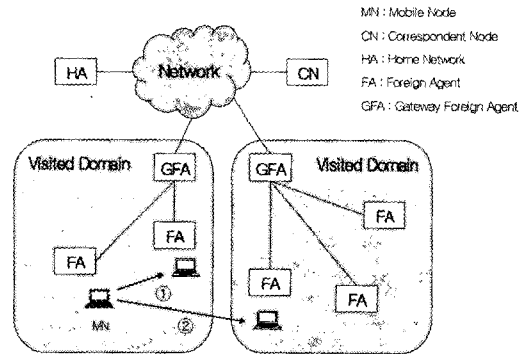 MN : Mobile Node
CN : Correspondent Node
HA : Home Network
FA : Foreign Agent
GFA : Gateway Foreign Agent
HA
Network
CN
Visited Domain
GFA
FA
FA
①
MN
②
GFA
Visited Domain
FA
FA
FA